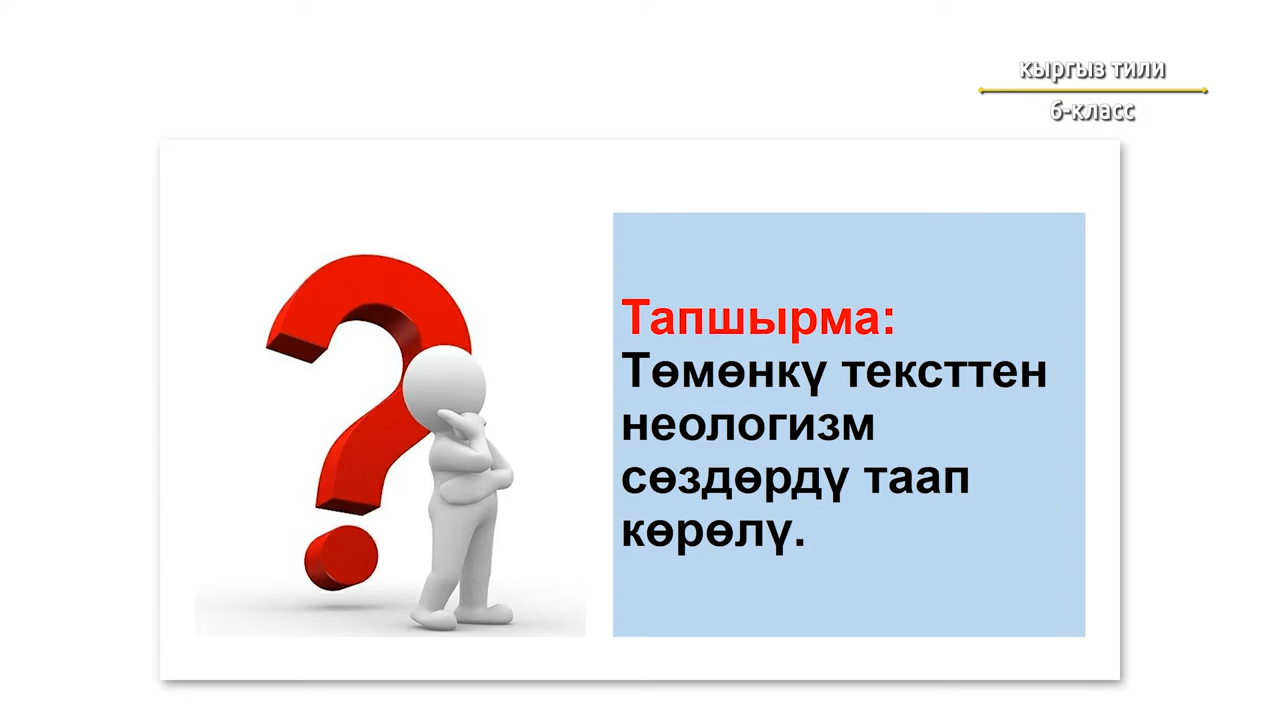 кыргыз тили
6-класс
Тапшырма:
Төмөнкү тексттен
неологизм
сөздөрдү таап
көрөлү.